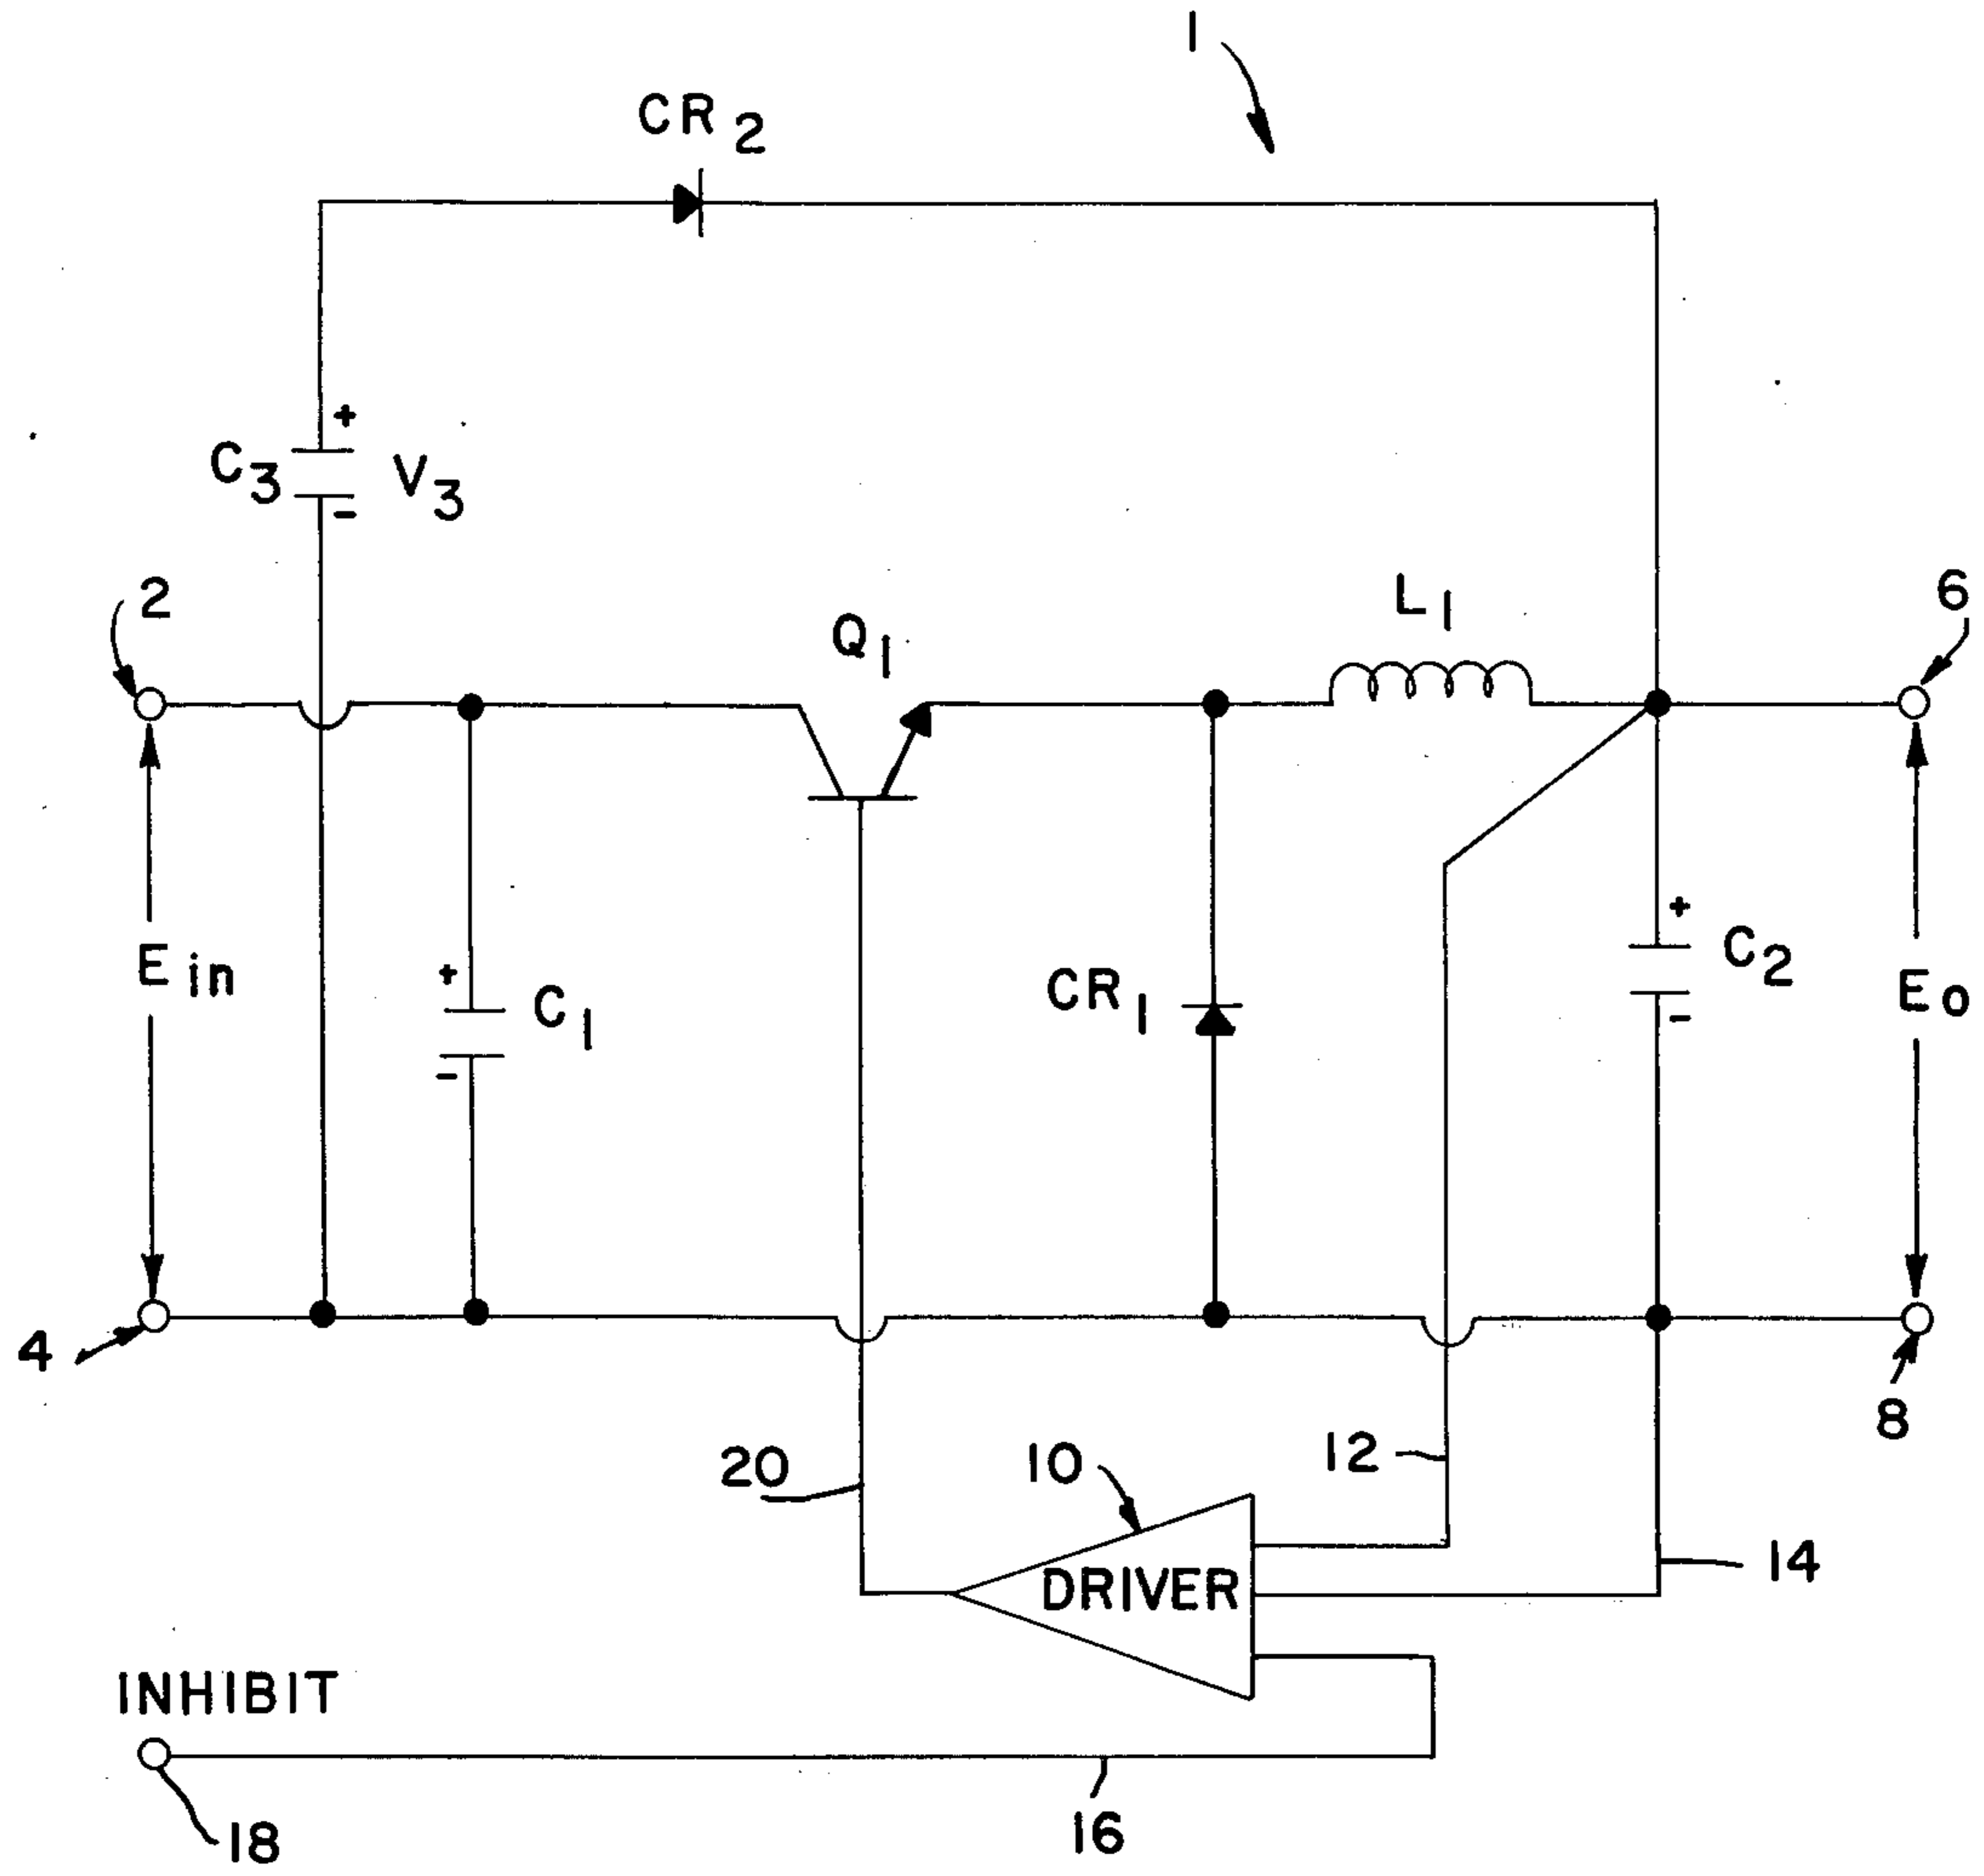 1
CR2
+
C3
V3
-
2
Q1
L1
6
+
Ein
C1
-
CR1
+
C2
-
Eo
4
8
20
10
12
DRIVER
14
INHIBIT
16
18